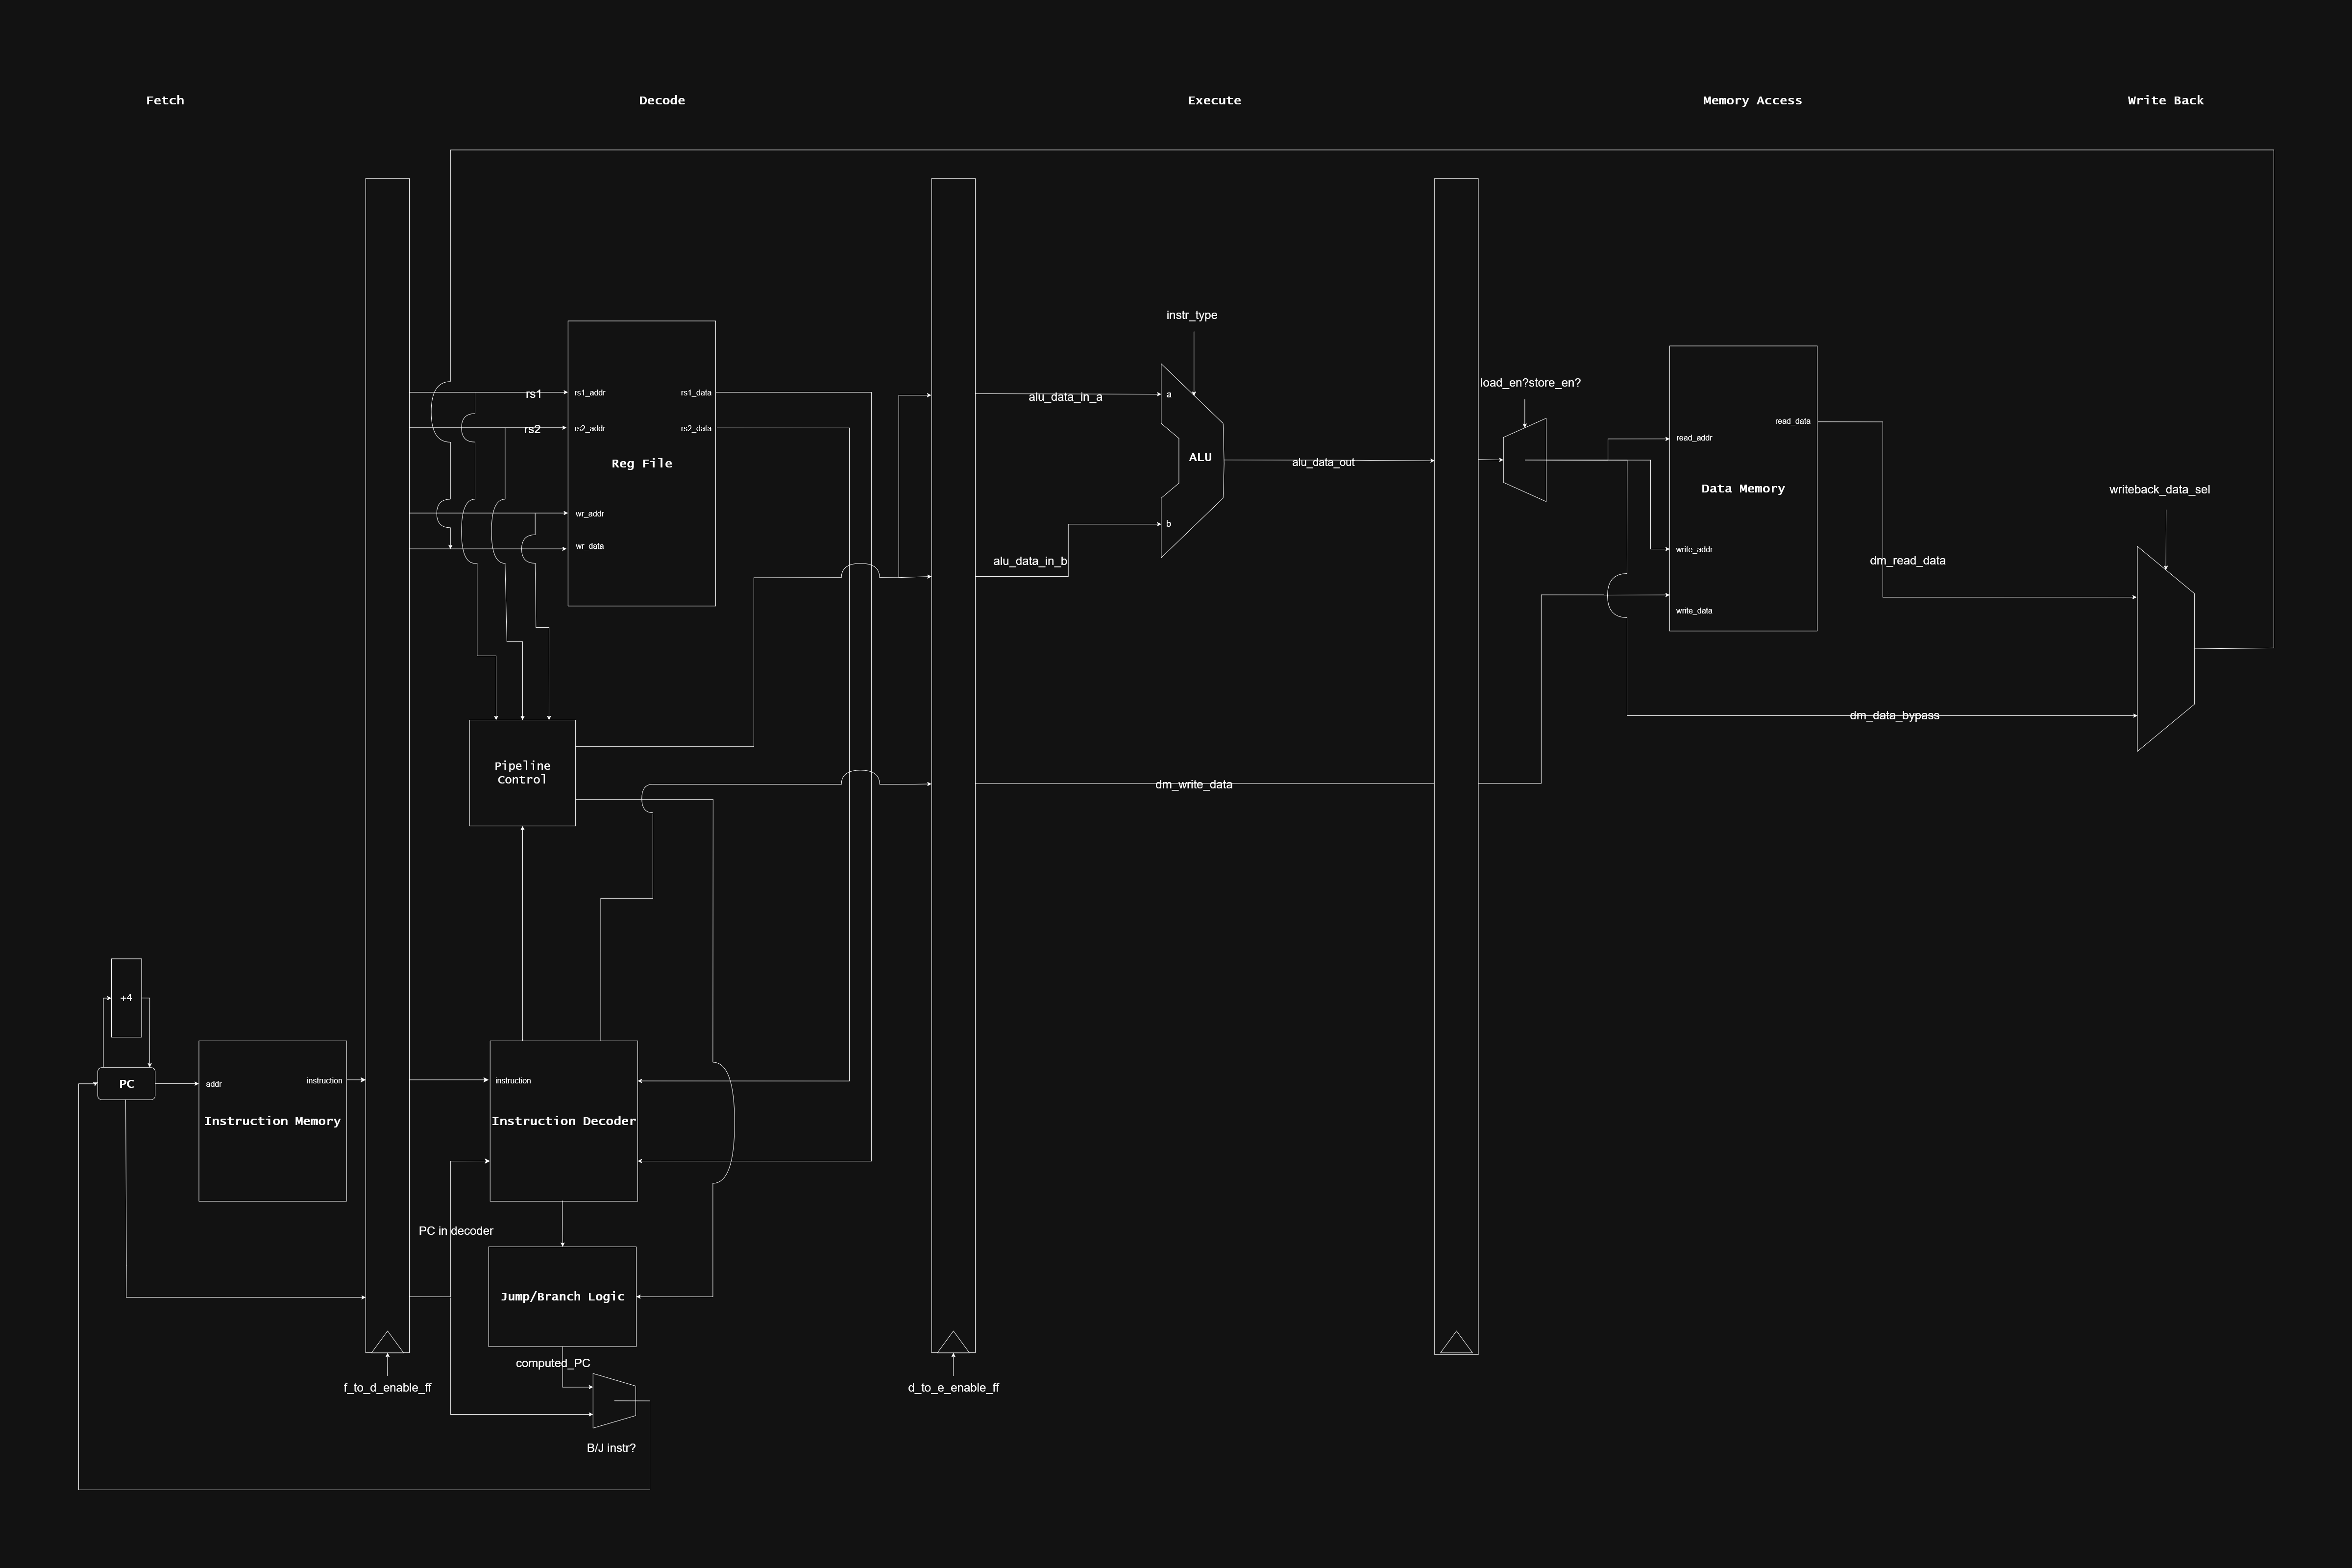 Fetch
Decode
Execute
Memory Access
Write Back
instr_type
load_en?store_en?
rs1
rs1_addr
rs1_data
alu_data_in_a
a
rs2
rs2_addr
rs2_data
read_data
read_addr
Reg File
ALU
alu_data_out
Data Memory
writeback_data_sel
wr_addr
b
wr_data
write_addr
alu_data_in_b
dm_read_data
write_data
dm_data_bypass
Pipeline
Control
dm_write_data
+4
PC
addr
instruction
instruction
Instruction Memory
Instruction Decoder
PC in decoder
Jump/Branch Logic
computed_PC
f_to_d_enable_ff
d_to_e_enable_ff
B/J instr?